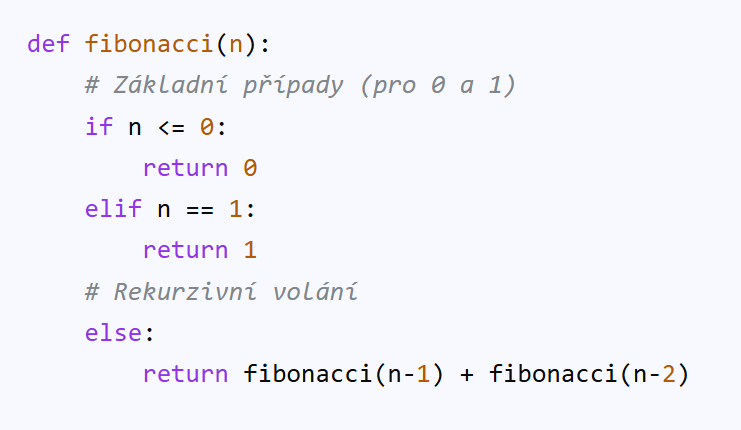 def fibonacci(n):
    # Základní případy (pro 0 a 1)
    if n <= 0:
        return 0
    elif n == 1:
        return 1
    # Rekurzivní volání
    else:
        return fibonacci(n-1) + fibonacci(n-2)